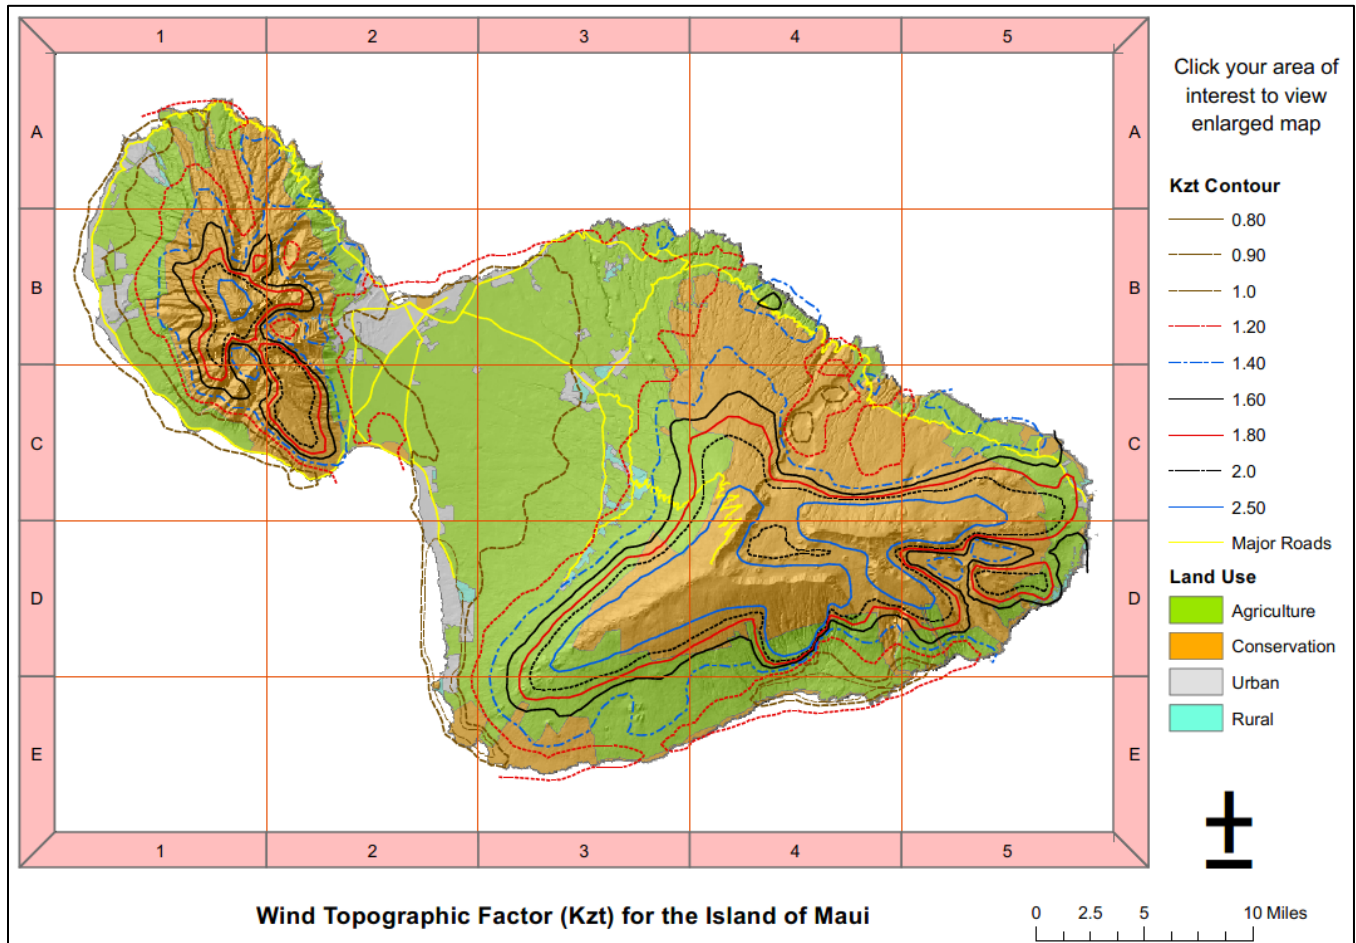 1 2 3 4 5
A A
B B
C C
D D
E E
1 2 3 4 5
Click your area of
interest to view
enlarged map
Kzt Contour
0.80
0.90
1.0
1.20
1.40
1.60
1.80
2.0
2.50
Major Roads
Land Use
Agriculture
Conservation
Urban
Rural
Wind Topographic Factor (Kzt) for the Island of Maui
0 2.5 5 10 Miles